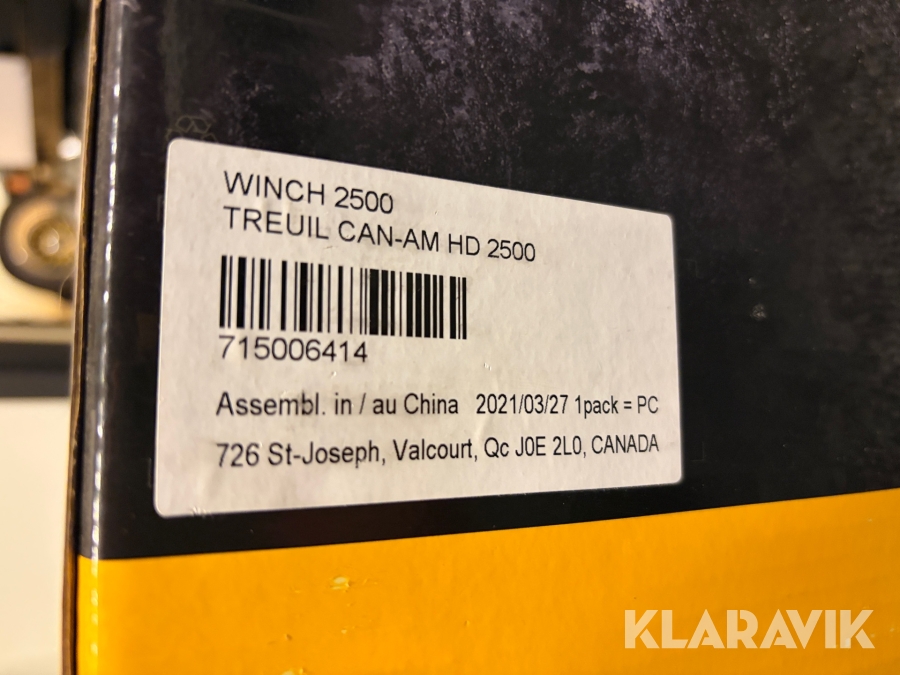 WINCH 2500
TREUIL CAN-AM HD 2500
715006414
Assembl. in / au China 2021/03/27 1pack = PC
726 St-Joseph, Valcourt, Qc J0E 2L0, CANADA
KLARAVIK